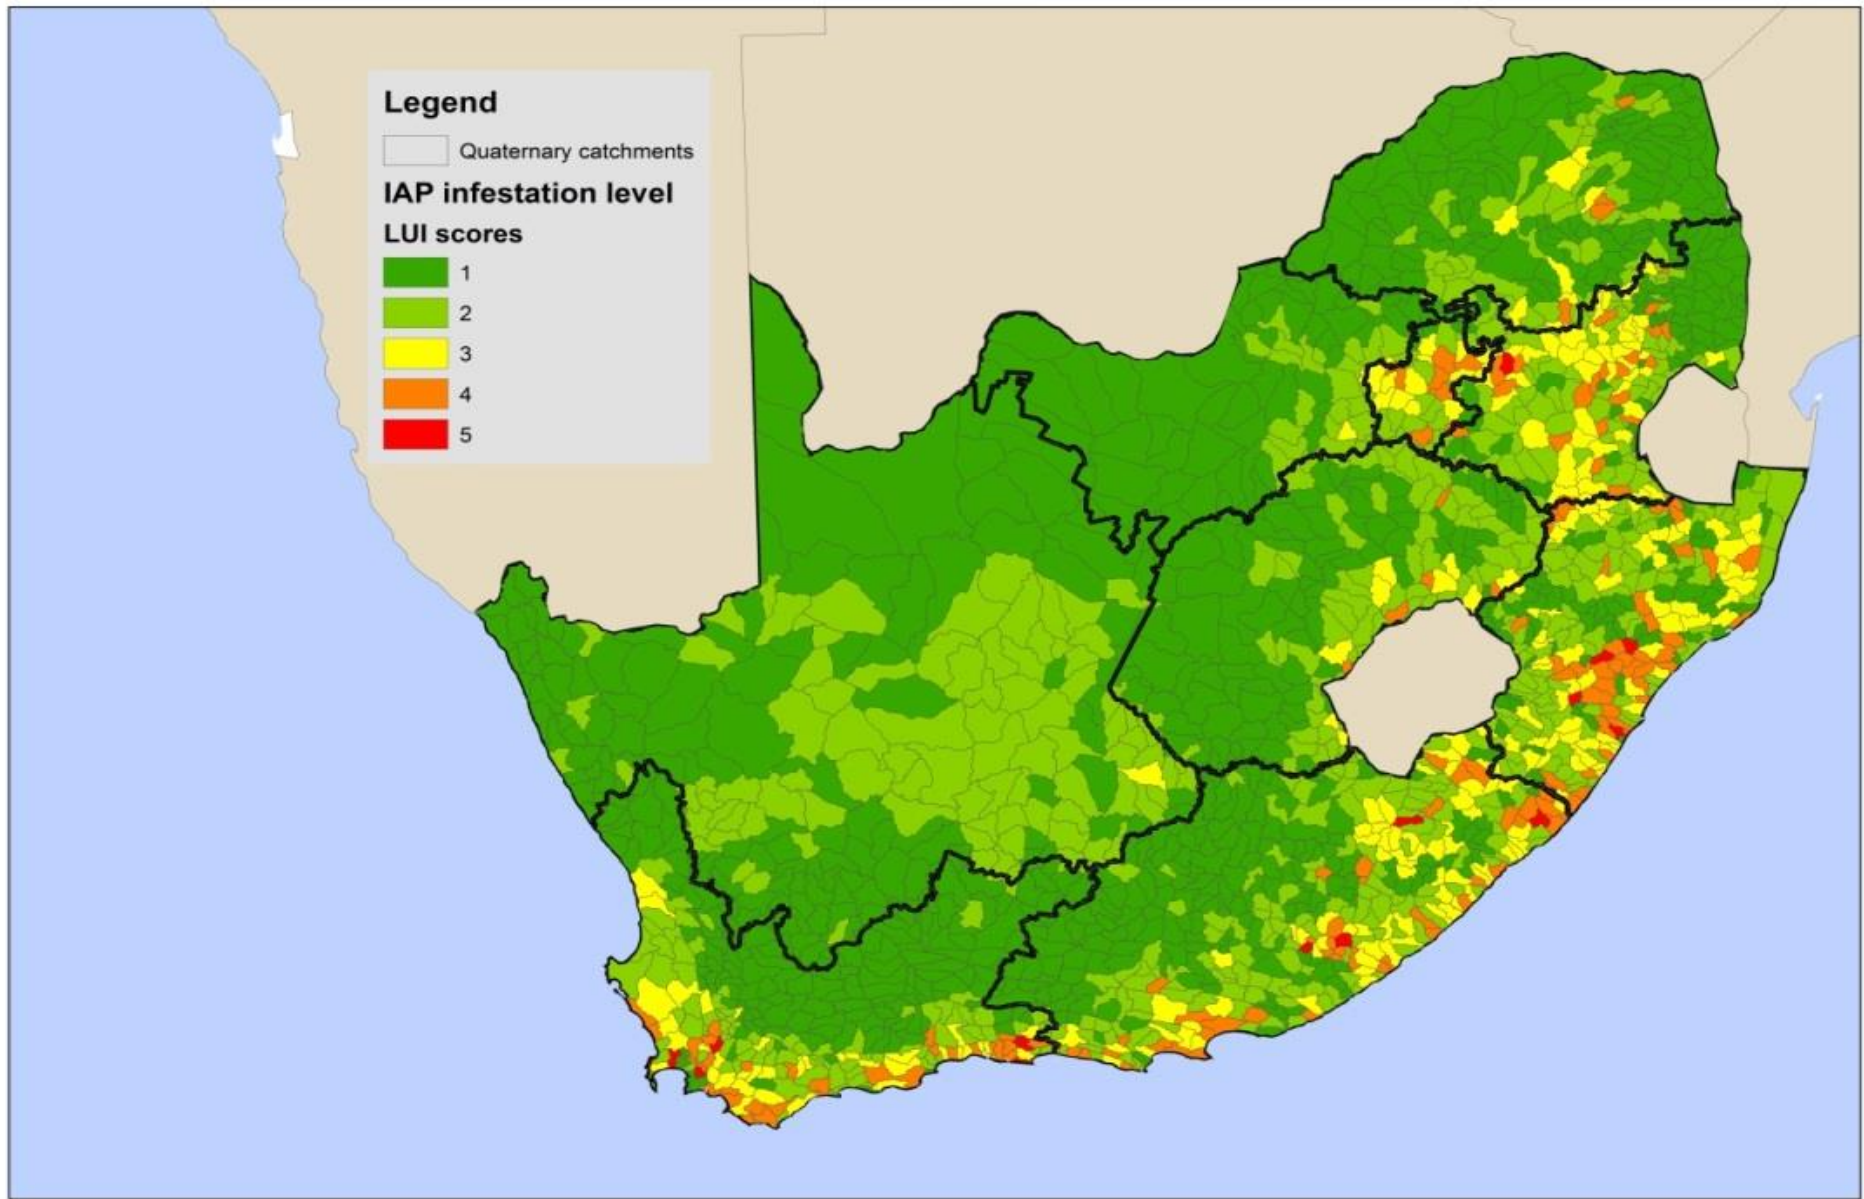 Legend
Quaternary catchments
IAP infestation level
LUI scores
1
2
3
4
5